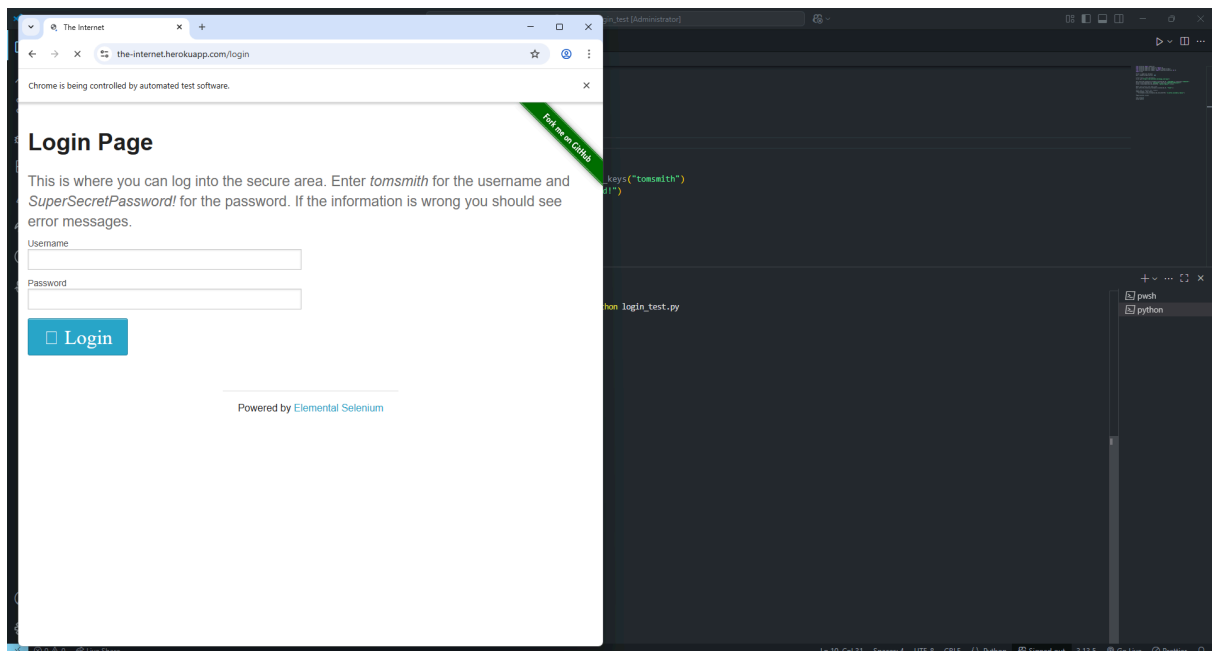 The Internet
gin_test [Administrator]
the-internet.herokuapp.com/login
Chrome is being controlled by automated test software.
Fork me on GitHub
Login Page
This is where you can log into the secure area. Enter tomsmith for the username and
SuperSecretPassword! for the password. If the information is wrong you should see
error messages.
_keys("tomsmith")
d!")
Username
Password
Login
hon login_test.py
pwsh
python
Powered by Elemental Selenium